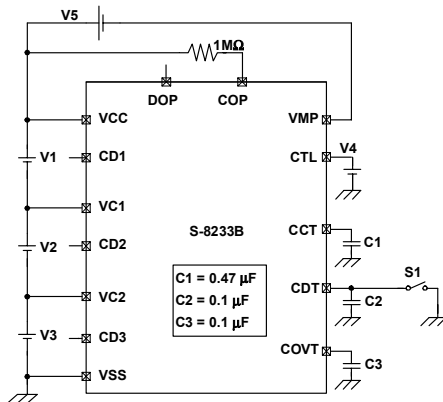 V5
1MΩ
DOP
COP
VCC
VMP
V1
CD1
CTL
V4
VC1
S-8233B
CCT
C1
V2
CD2
C1 = 0.47 µF
C2 = 0.1 µF
C3 = 0.1 µF
CDT
S1
C2
VC2
V3
CD3
COVT
C3
VSS